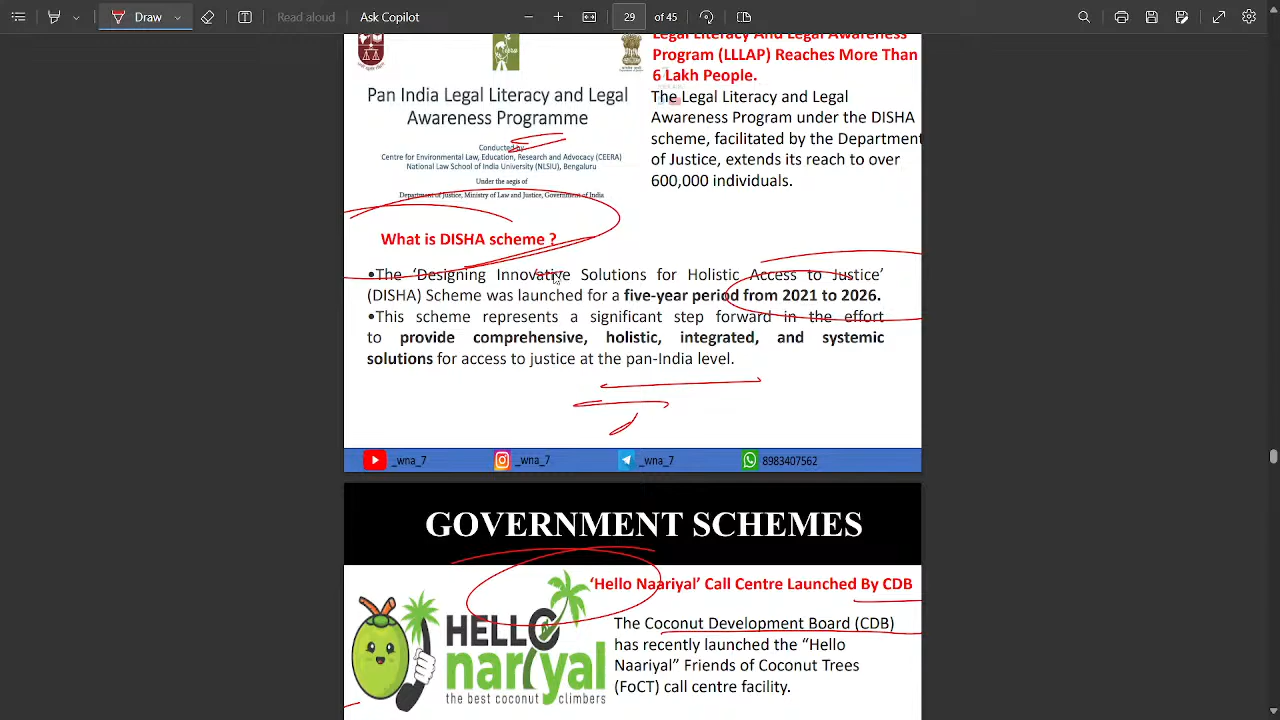 Draw
Read aloud
Ask Copilot
29
of 45
Legal Literacy And Legal Awareness
Program (LLLAP) Reaches More Than
6 Lakh People.
The Legal Literacy and Legal
Awareness Program under the DISHA
scheme, facilitated by the Department
of Justice, extends its reach to over
600,000 individuals.
Pan India Legal Literacy and Legal
Awareness Programme
Conducted by
Centre for Environmental Law, Education, Research and Advocacy (CEERA)
National Law School of India University (NLSIU), Bengaluru
Under the aegis of
Department of Justice, Ministry of Law and Justice, Government of India
What is DISHA scheme ?
•The ‘Designing Innovative Solutions for Holistic Access to Justice’
(DISHA) Scheme was launched for a five-year period from 2021 to 2026.
•This scheme represents a significant step forward in the effort
to provide comprehensive, holistic, integrated, and systemic
solutions for access to justice at the pan-India level.
_wna_7
_wna_7
_wna_7
8983407562
GOVERNMENT SCHEMES
‘Hello Naariyal’ Call Centre Launched By CDB
The Coconut Development Board (CDB)
has recently launched the “Hello
Naariyal” Friends of Coconut Trees
(FoCT) call centre facility.
HELLO
nariyal
the best coconut climbers